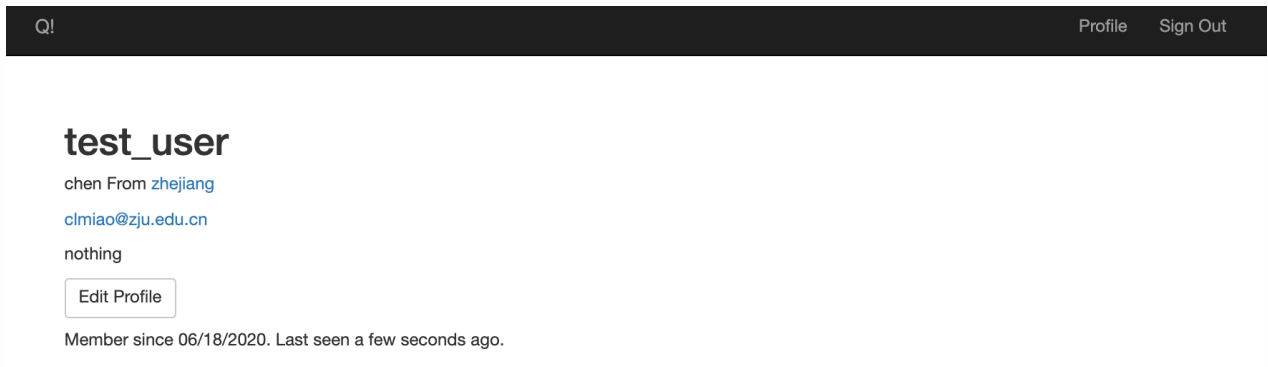 Q! Profile Sign Out
test_user
chen From zhejiang
clmiao@zju.edu.cn
nothing
Edit Profile
Member since 06/18/2020. Last seen a few seconds ago.